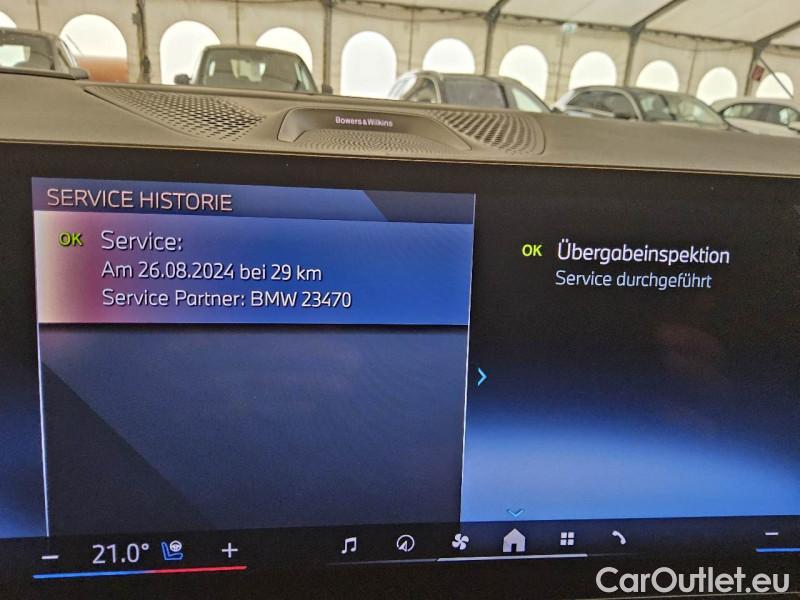 Bowers & Wilkins
SERVICE HISTORIE
OK Service:
Am 26.08.2024 bei 29 km
Service Partner: BMW 23470
OK Übergabeinspektion
Service durchgeführt
21.0°
CarOutlet.eu